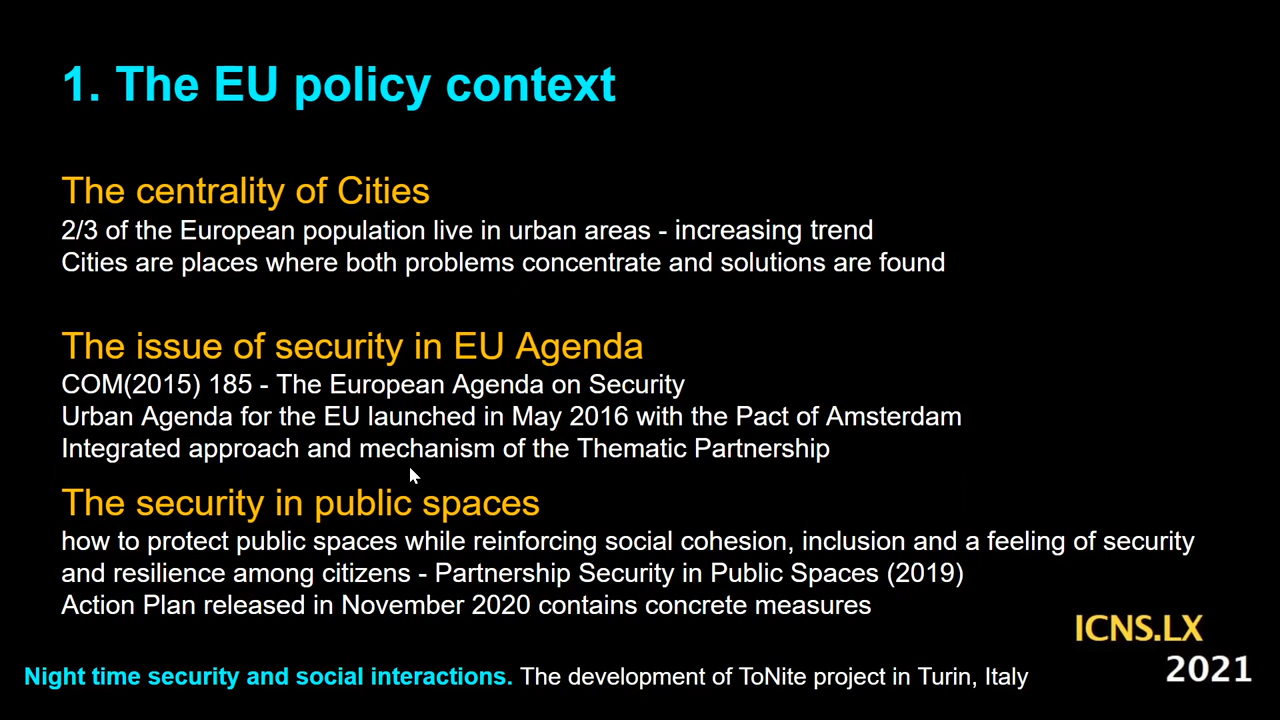 1. The EU policy context
The centrality of Cities
2/3 of the European population live in urban areas - increasing trend
Cities are places where both problems concentrate and solutions are found
The issue of security in EU Agenda
COM(2015) 185 - The European Agenda on Security
Urban Agenda for the EU launched in May 2016 with the Pact of Amsterdam
Integrated approach and mechanism of the Thematic Partnership
The security in public spaces
how to protect public spaces while reinforcing social cohesion, inclusion and a feeling of security
and resilience among citizens - Partnership Security in Public Spaces (2019)
Action Plan released in November 2020 contains concrete measures
ICNS.LX
2021
Night time security and social interactions. The development of ToNite project in Turin, Italy